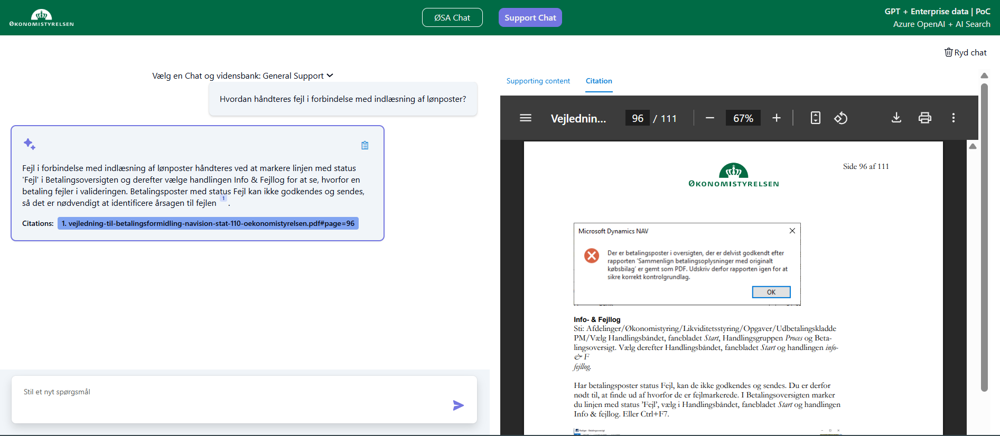 ØKONOMISTYRELSEN
ØSA Chat
Support Chat
GPT + Enterprise data | PoC
Azure OpenAI + AI Search
Ryd chat
Vælg en Chat og vidensbank: General Support
Hvordan håndteres fejl i forbindelse med indlæsning af lønposter?
Fejl i forbindelse med indlæsning af lønposter håndteres ved at markere linjen med status
'Fejl' i Betalingsoversigten og derefter vælge handlingen Info & Fejllog for at se, hvorfor en
betaling fejler i valideringen. Betalingsposter med status Fejl kan ikke godkendes og sendes,
så det er nødvendigt at identificere årsagen til fejlen 1 .
Citations: 1. vejledning-til-betalingsformidling-navision-stat-110-oekonomistyrelsen.pdf#page=96
Stil et nyt spørgsmål
Supporting content
Citation
Vejlednin... 96 / 111 67%
Side 96 af 111
ØKONOMISTYRELSEN
Microsoft Dynamics NAV
Der er betalingsposter i oversigten, der er delvist godkendt efter
rapporten 'Sammenlign betalingsoplysninger med originalt
købsbilag' er gemt som PDF. Udskriv derfor rapporten igen for at
sikre korrekt kontrolgrundlag.
OK
Info- & Fejllog
Sti: Afdelinger/Økonomistyring/Likviditetsstyring/Opgaver/Udbetalingskladde
PM/Vælg Handlingsbåndet, fanebladet Start, Handlingsgruppen Proces og Beta-
lingsoversigt. Vælg derefter Handlingsbåndet, fanebladet Start og handlingen info-
& F
fejllog.
Har betalingsposter status Fejl, kan de ikke godkendes og sendes. Du er derfor
nødt til, at finde ud af hvorfor de er fejlmarkerede. I Betalingsoversigten marker
du linjen med status 'Fejl', vælg i Handlingsbåndet, fanebladet Start og handlingen
Info & fejllog. Eller Ctrl+F7.